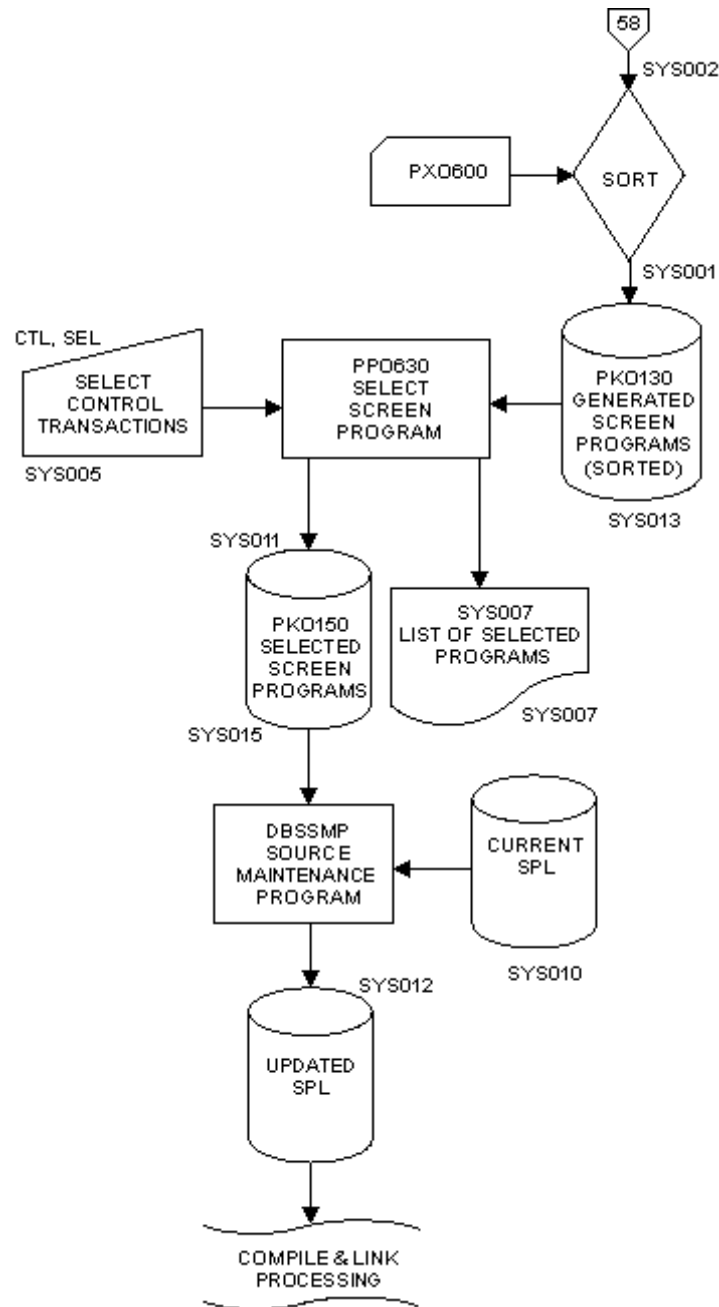 58
SYS002
PXO600
SORT
SYS001
CTL, SEL
SELECT
CONTROL
TRANSACTIONS
SYS005
PPO630
SELECT
SCREEN
PROGRAM
PKO130
GENERATED
SCREEN
PROGRAMS
(SORTED)
SYS013
SYS011
PKO150
SELECTED
SCREEN
PROGRAMS
SYS015
SYS007
LIST OF SELECTED
PROGRAMS
SYS007
DBSSMP
SOURCE
MAINTENANCE
PROGRAM
CURRENT
SPL
SYS010
SYS012
UPDATED
SPL
COMPILE & LINK
PROCESSING